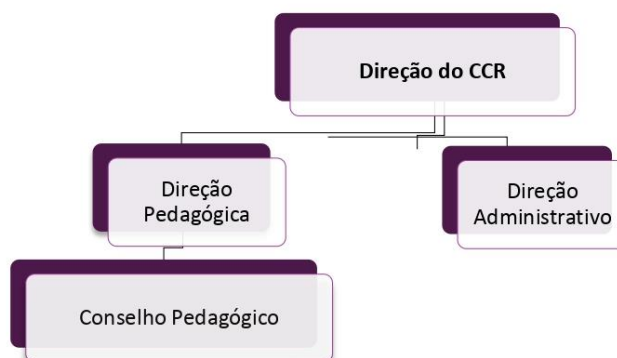 Direção do CCR
Direção
Pedagógica
Direção
Administrativo
Conselho Pedagógico